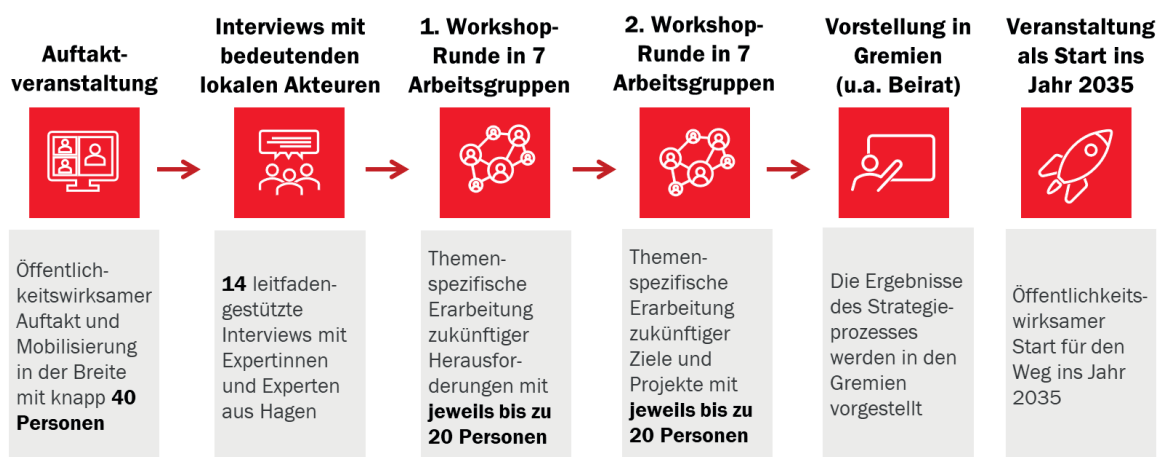 Auftakt-
veranstaltung
Öffentlich-
keitswirksamer
Auftakt und
Mobilisierung
in der Breite
mit knapp 40
Personen
Interviews mit
bedeutenden
lokalen Akteuren
14 leitfaden-
gestützte
Interviews mit
Expertinnen
und Experten
aus Hagen
1. Workshop-
Runde in 7
Arbeitsgruppen
Themen-
spezifische
Erarbeitung
zukünftiger
Herausfor-
derungen mit
jeweils bis zu
20 Personen
2. Workshop-
Runde in 7
Arbeitsgruppen
Themen-
spezifische
Erarbeitung
zukünftiger
Ziele und
Projekte mit
jeweils bis zu
20 Personen
Vorstellung in
Gremien
(u.a. Beirat)
Die Ergebnisse
des Strategie-
prozesses
werden in den
Gremien
vorgestellt
Veranstaltung
als Start ins
Jahr 2035
Öffentlichkeits-
wirksamer
Start für den
Weg ins Jahr
2035